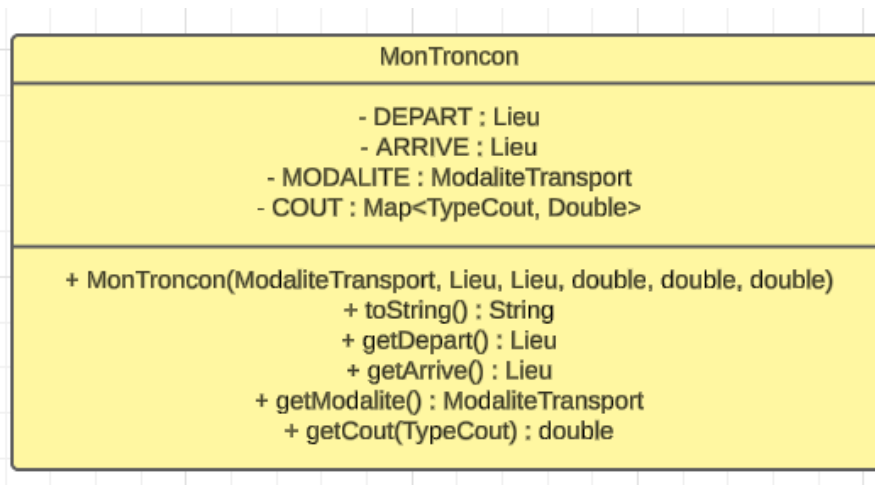 MonTroncon
- DEPART : Lieu
- ARRIVE : Lieu
- MODALITE : ModaliteTransport
- COUT : Map<TypeCout, Double>
+ MonTroncon(ModaliteTransport, Lieu, Lieu, double, double, double)
+ toString() : String
+ getDepart() : Lieu
+ getArrive() : Lieu
+ getModalite() : ModaliteTransport
+ getCout(TypeCout) : double